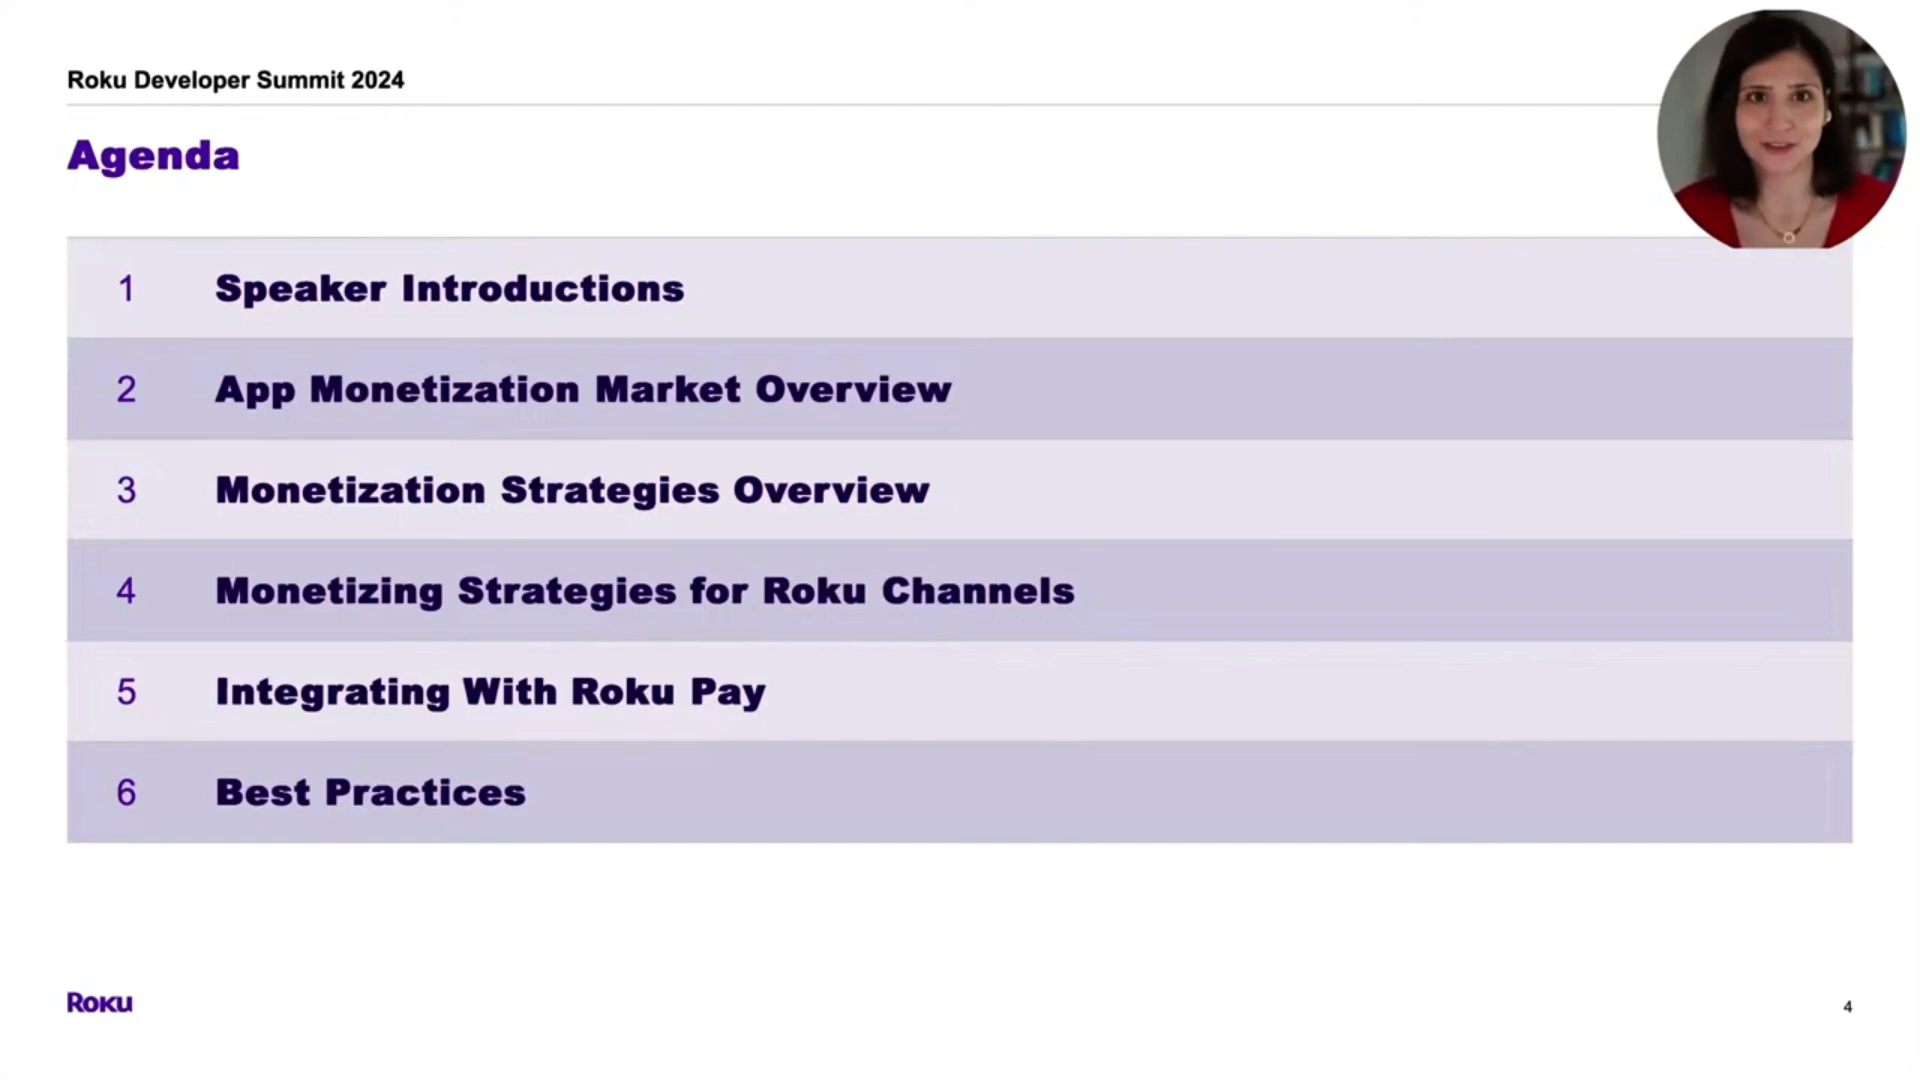 Roku Developer Summit 2024
Agenda
1 Speaker Introductions
2 App Monetization Market Overview
3 Monetization Strategies Overview
4 Monetizing Strategies for Roku Channels
5 Integrating With Roku Pay
6 Best Practices
Roku 4